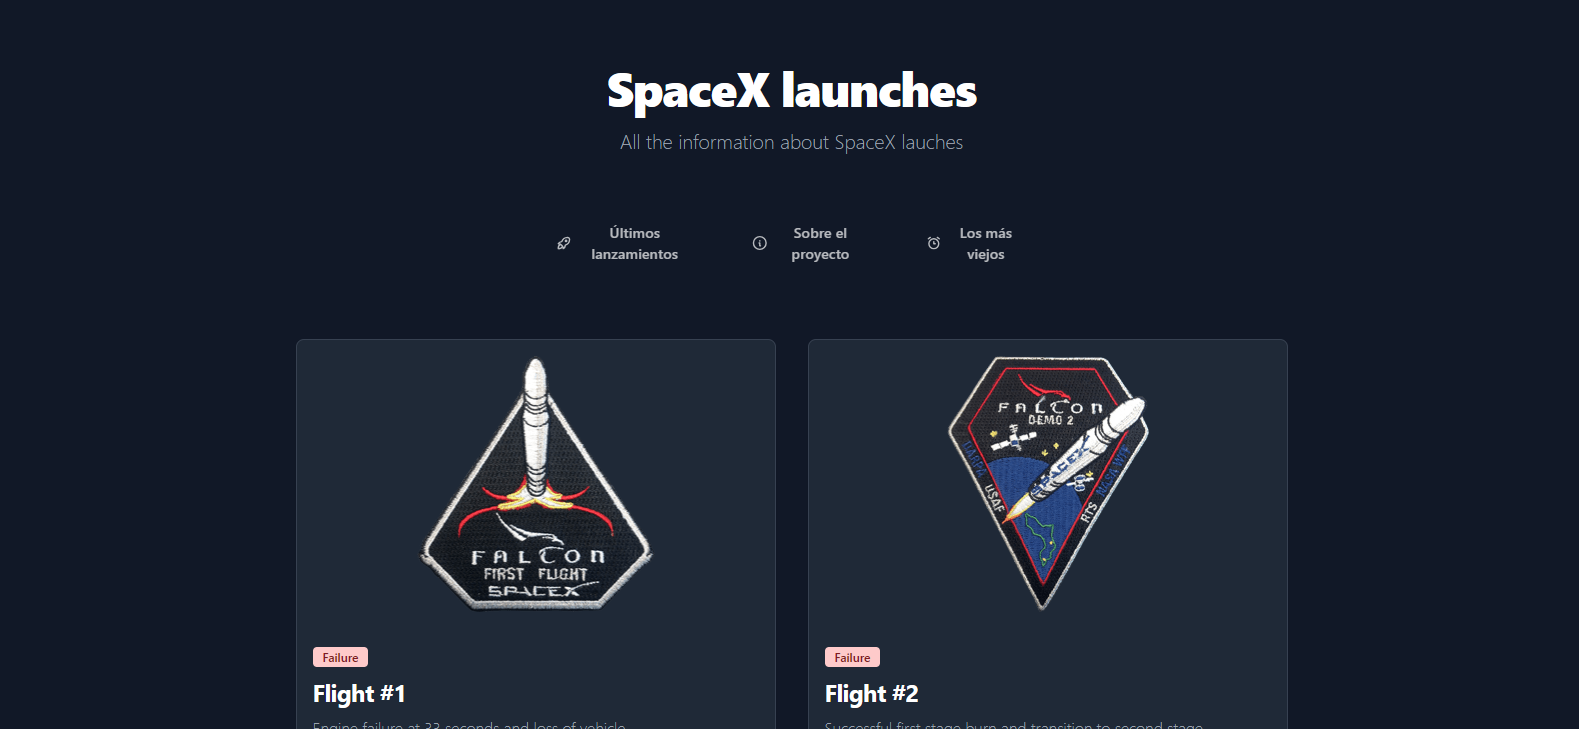 SpaceX launches
All the information about SpaceX lauches
Últimos
lanzamientos
Sobre el
proyecto
Los más
viejos
FALCON
FIRST FLIGHT
SPACEX
Failure
Flight #1
Engine failure at 33 seconds and loss of vehicle
FALCON
DEMO 2
SPACEX
DARPA
USAF
RTS
NASA WFF
Failure
Flight #2
Successful first stage burn and transition to second stage